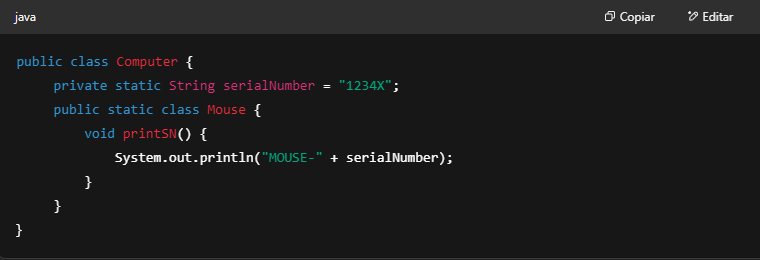 java
Copiar
Editar
public class Computer {
private static String serialNumber = "1234X";
public static class Mouse {
void printSN() {
System.out.println("MOUSE-" + serialNumber);
}
}
}